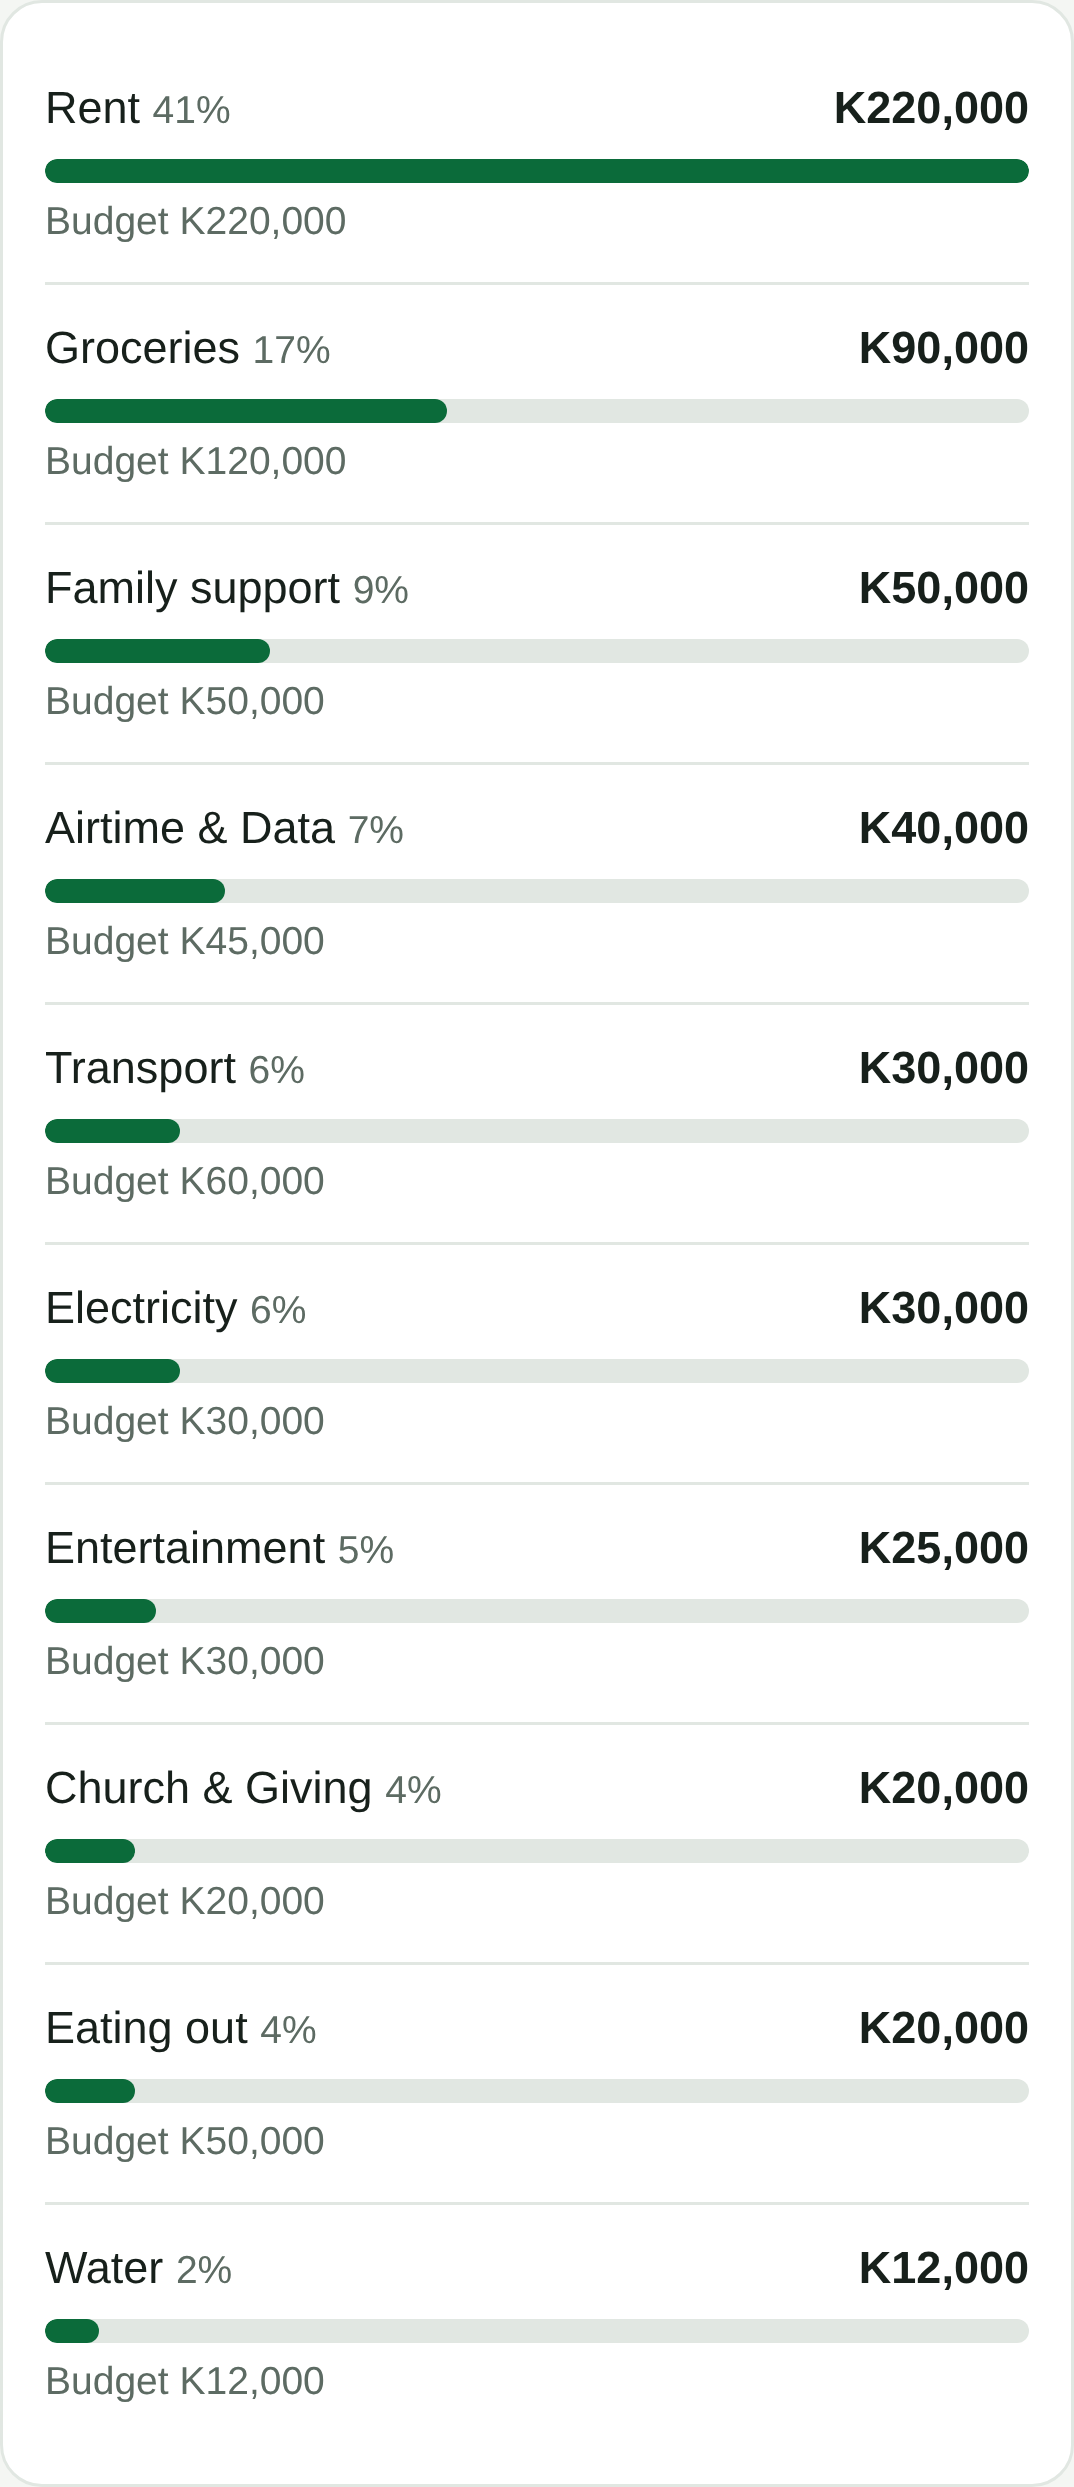 Rent 41% K220,000
Budget K220,000
Groceries 17% K90,000
Budget K120,000
Family support 9% K50,000
Budget K50,000
Airtime & Data 7% K40,000
Budget K45,000
Transport 6% K30,000
Budget K60,000
Electricity 6% K30,000
Budget K30,000
Entertainment 5% K25,000
Budget K30,000
Church & Giving 4% K20,000
Budget K20,000
Eating out 4% K20,000
Budget K50,000
Water 2% K12,000
Budget K12,000